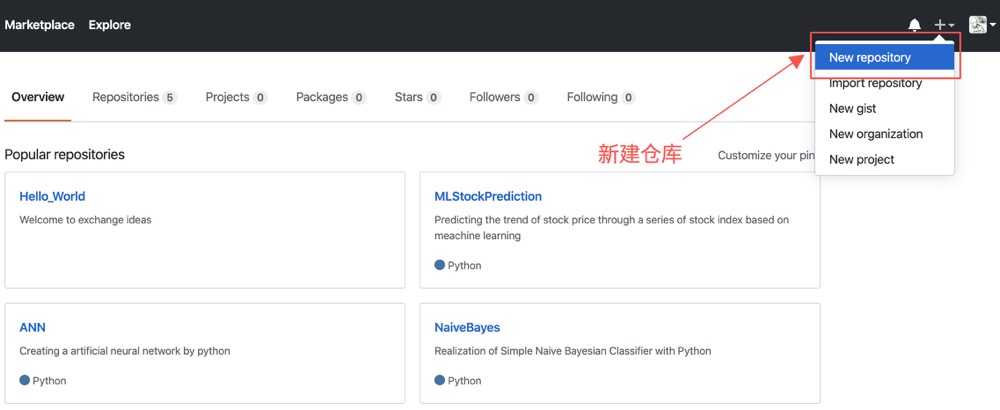 Marketplace Explore
New repository
Import repository
New gist
New organization
New project
Overview Repositories 5 Projects 0 Packages 0 Stars 0 Followers 0 Following 0
新建仓库
Popular repositories
Customize your pin
Hello_World
Welcome to exchange ideas
MLStockPrediction
Predicting the trend of stock price through a series of stock index based on
meachine learning
Python
ANN
Creating a artificial neural network by python
Python
NaiveBayes
Realization of Simple Naive Bayesian Classifier with Python
Python